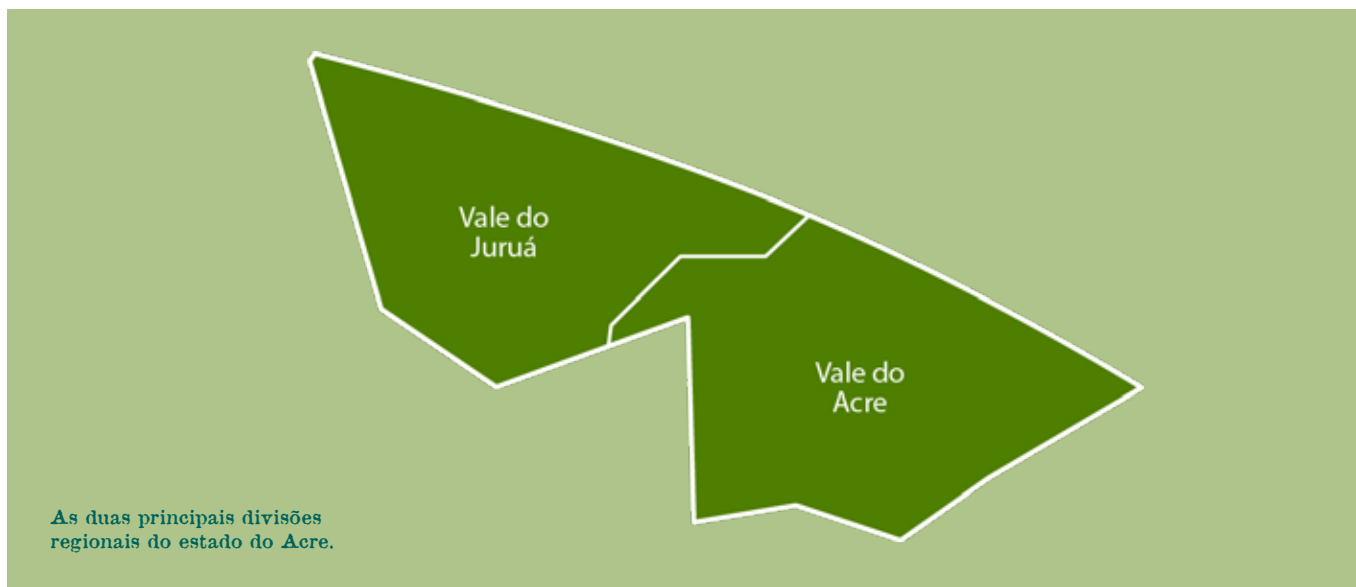 Vale do
Juruá
Vale do
Acre
As duas principais divisões
regionais do estado do Acre.